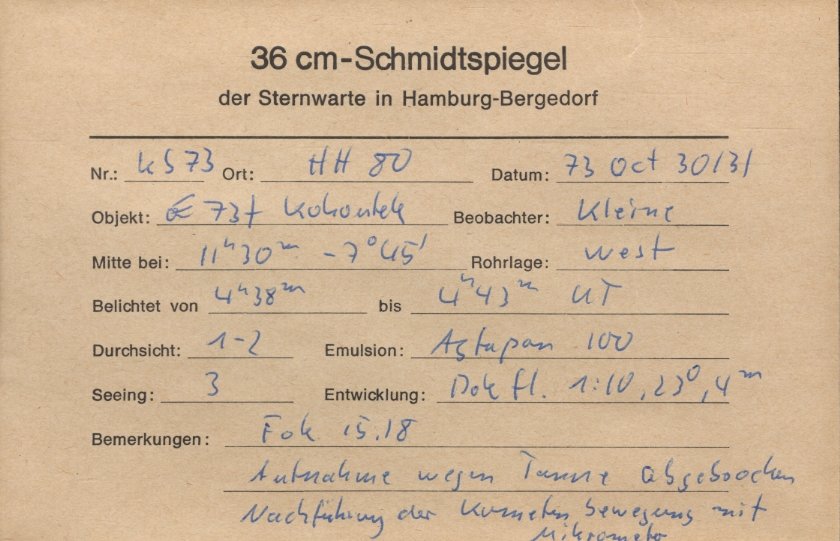 36 cm-Schmidtspiegel
der Sternwarte in Hamburg-Bergedorf
Nr.: KS 73 Ort: HH 80 Datum: 73 Oct 30/31
Objekt: 73f Kohoutek Beobachter: Kleine
Mitte bei: 11ʰ30ᵐ -7°45' Rohrlage: West
Belichtet von 4ʰ38ᵐ bis 4ʰ43ᵐ UT
Durchsicht: 1-2 Emulsion: Agfapan 100
Seeing: 3 Entwicklung: Dok fl. 1:10, 23°, 4ᵐ
Bemerkungen: Fok 15.18
Aufnahme wegen Tanne abgebrochen
Nachführung der Kometenbewegung mit
Mikrometer